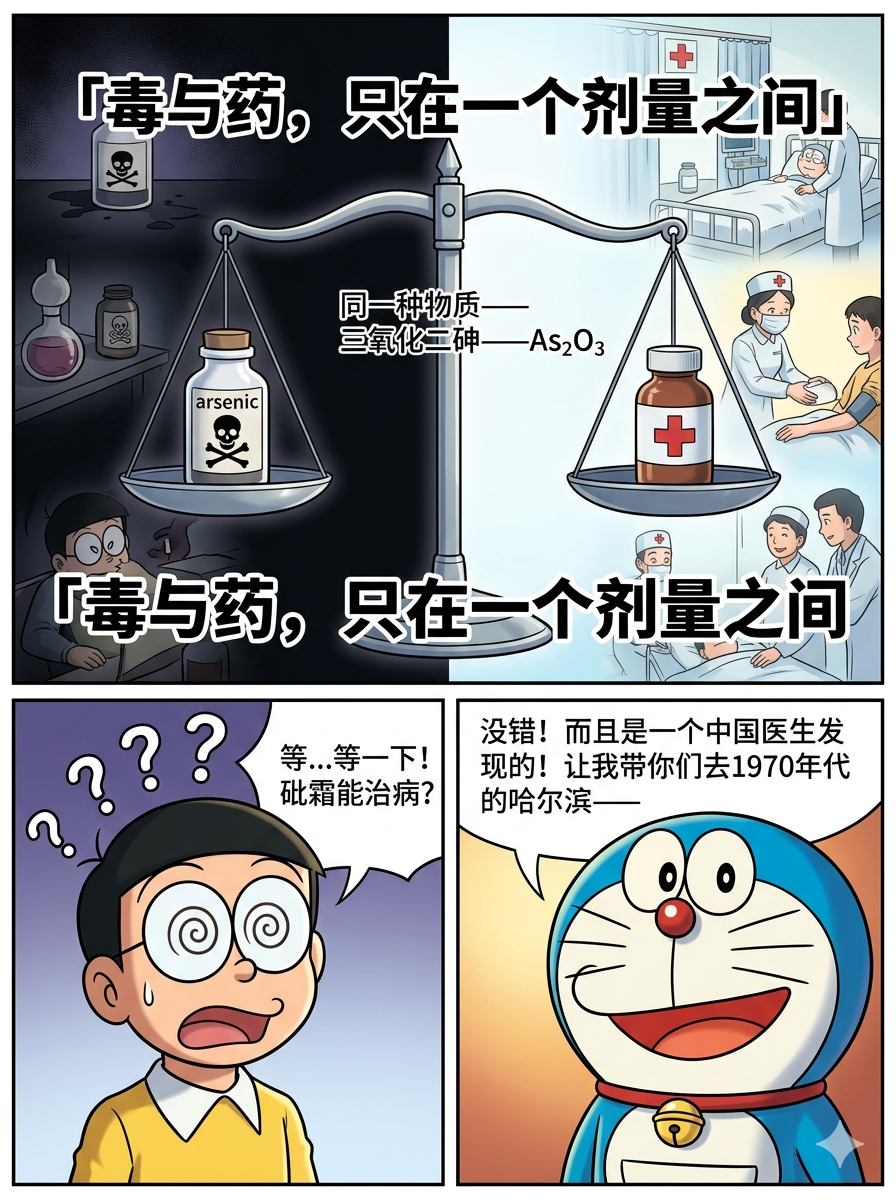 「毒与药，只在一个剂量之间」
同一种物质——
三氧化二砷——As₂O₃
arsenic
「毒与药，只在一个剂量之间
? ? ? ?
等...等一下！
砒霜能治病？
没错！而且是一个中国医生发
现的！让我带你们去1970年代
的哈尔滨——